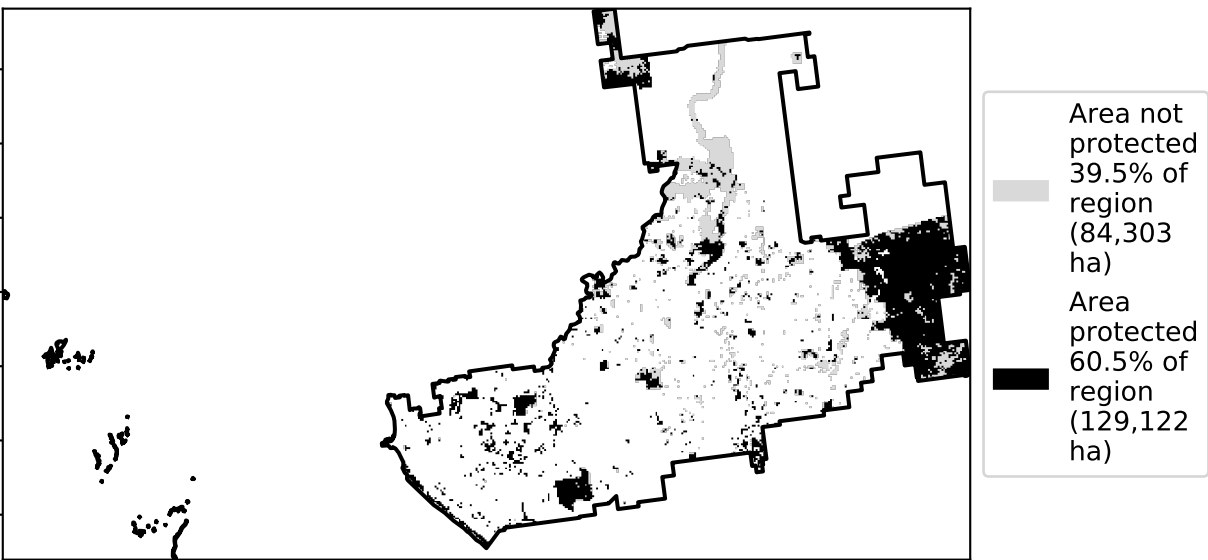 Area not
protected
39.5% of
region
(84,303
ha)
Area
protected
60.5% of
region
(129,122
ha)